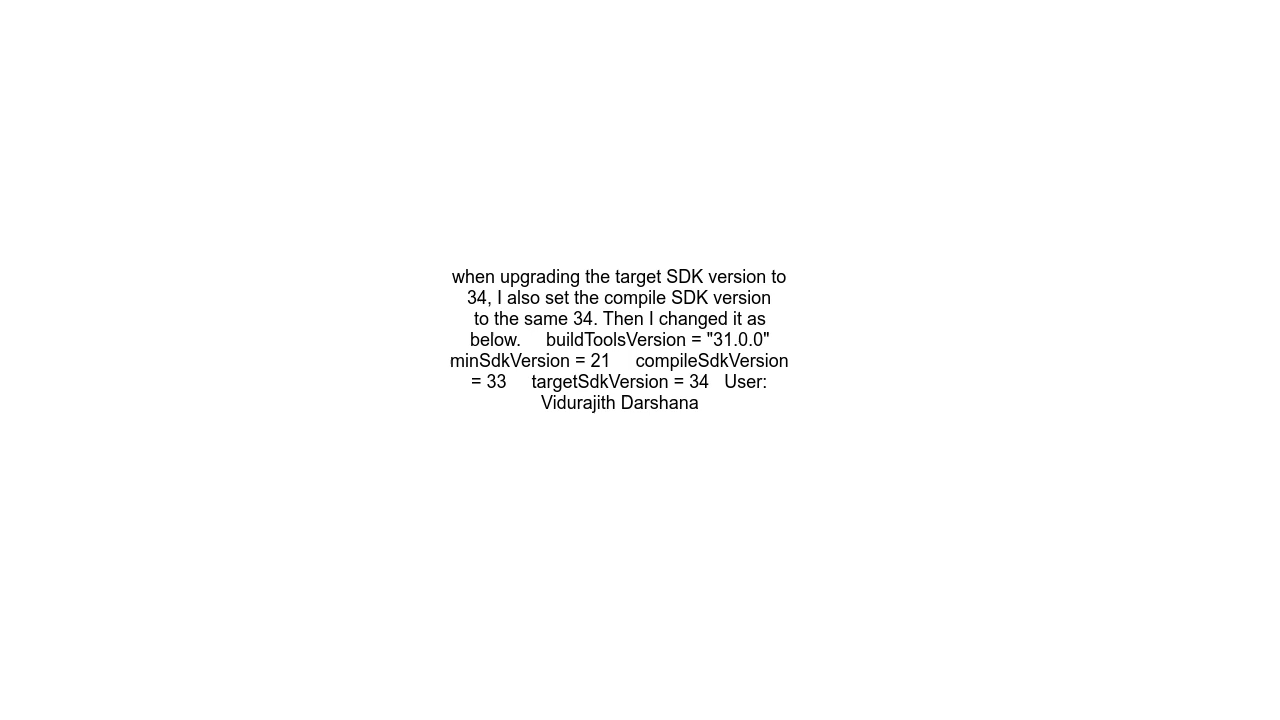 when upgrading the target SDK version to
34, I also set the compile SDK version
to the same 34. Then I changed it as
below.     buildToolsVersion = "31.0.0"
minSdkVersion = 21     compileSdkVersion
= 33     targetSdkVersion = 34   User:
Vidurajith Darshana